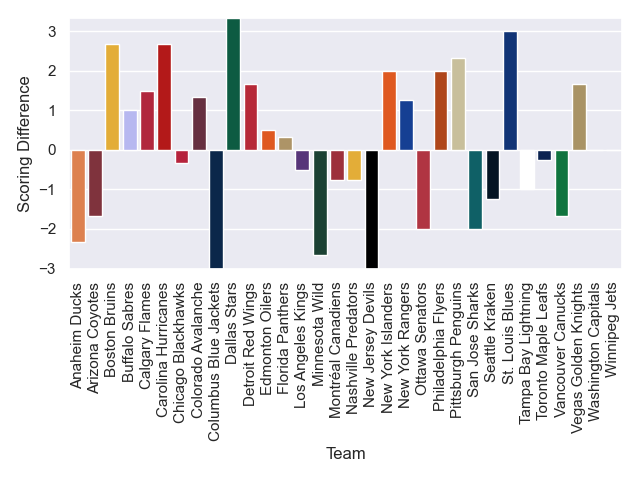 Scoring Difference
3
2
1
0
−1
−2
−3
Anaheim Ducks
Arizona Coyotes
Boston Bruins
Buffalo Sabres
Calgary Flames
Carolina Hurricanes
Chicago Blackhawks
Colorado Avalanche
Columbus Blue Jackets
Dallas Stars
Detroit Red Wings
Edmonton Oilers
Florida Panthers
Los Angeles Kings
Minnesota Wild
Montréal Canadiens
Nashville Predators
New Jersey Devils
New York Islanders
New York Rangers
Ottawa Senators
Philadelphia Flyers
Pittsburgh Penguins
San Jose Sharks
Seattle Kraken
St. Louis Blues
Tampa Bay Lightning
Toronto Maple Leafs
Vancouver Canucks
Vegas Golden Knights
Washington Capitals
Winnipeg Jets
Team